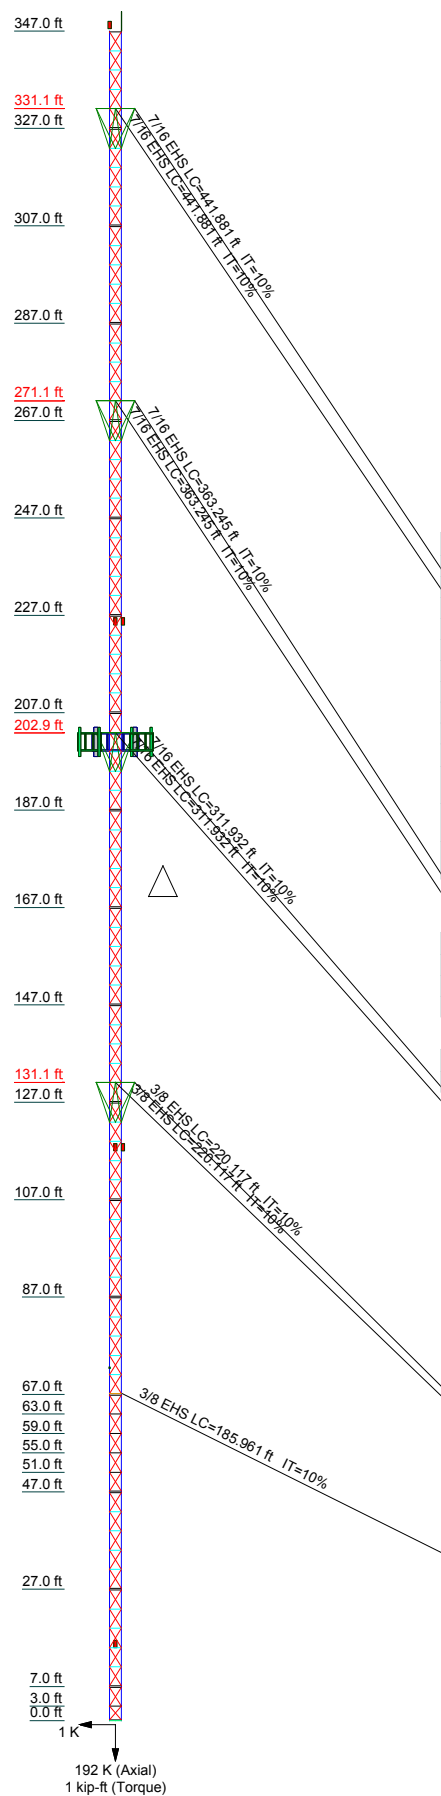 347.0 ft
331.1 ft
327.0 ft
7/16 EHS LC=441.881 ft IT=10%
7/16 EHS LC=441.881 ft IT=10%
307.0 ft
287.0 ft
271.1 ft
267.0 ft
7/16 EHS LC=363.245 ft IT=10%
7/16 EHS LC=363.245 ft IT=10%
247.0 ft
227.0 ft
207.0 ft
202.9 ft
7/16 EHS LC=311.932 ft IT=10%
7/16 EHS LC=311.932 ft IT=10%
187.0 ft
167.0 ft
147.0 ft
131.1 ft
127.0 ft
3/8 EHS LC=220.117 ft IT=10%
3/8 EHS LC=220.117 ft IT=10%
107.0 ft
87.0 ft
67.0 ft
3/8 EHS LC=185.961 ft IT=10%
63.0 ft
59.0 ft
55.0 ft
51.0 ft
47.0 ft
27.0 ft
7.0 ft
3.0 ft
0.0 ft
1 K
192 K (Axial)
1 kip-ft (Torque)